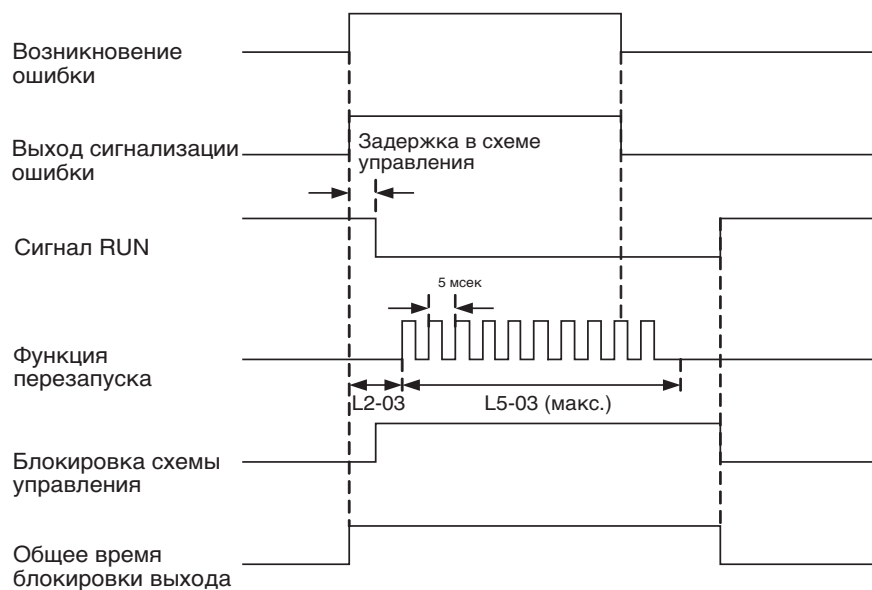 Возникновение
ошибки
Выход сигнализации
ошибки
Задержка в схеме
управления
Сигнал RUN
5 мсек
Функция
перезапуска
L2-03
L5-03 (макс.)
Блокировка схемы
управления
Общее время
блокировки выхода